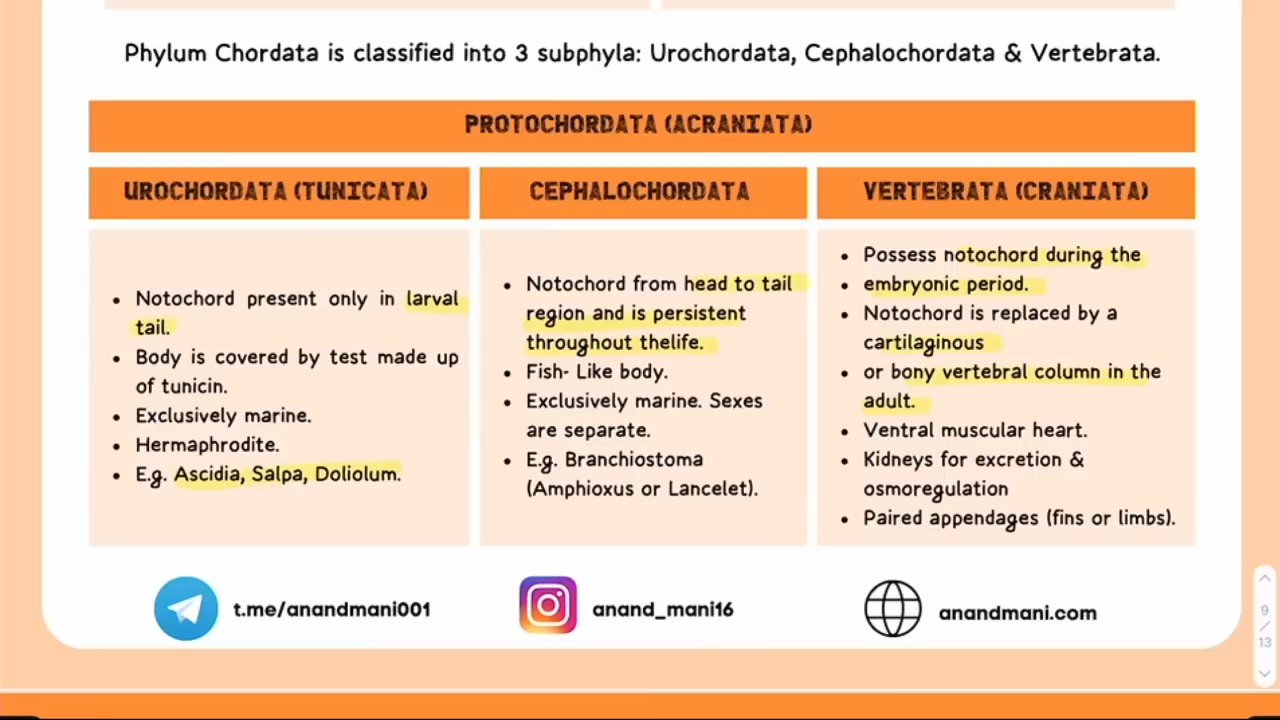 Phylum Chordata is classified into 3 subphyla: Urochordata, Cephalochordata & Vertebrata.
PROTOCHORDATA (ACRANIATA)
UROCHORDATA (TUNICATA)
• Notochord present only in larval
tail.
• Body is covered by test made up
of tunicin.
• Exclusively marine.
• Hermaphrodite.
• E.g. Ascidia, Salpa, Doliolum.
CEPHALOCHORDATA
• Notochord from head to tail
region and is persistent
throughout thelife.
• Fish- Like body.
• Exclusively marine. Sexes
are separate.
• E.g. Branchiostoma
(Amphioxus or Lancelet).
VERTEBRATA (CRANIATA)
• Possess notochord during the
• embryonic period.
• Notochord is replaced by a
cartilaginous
• or bony vertebral column in the
adult.
• Ventral muscular heart.
• Kidneys for excretion &
osmoregulation
• Paired appendages (fins or limbs).
t.me/anandmani001
anand_mani16
anandmani.com
9
/
13